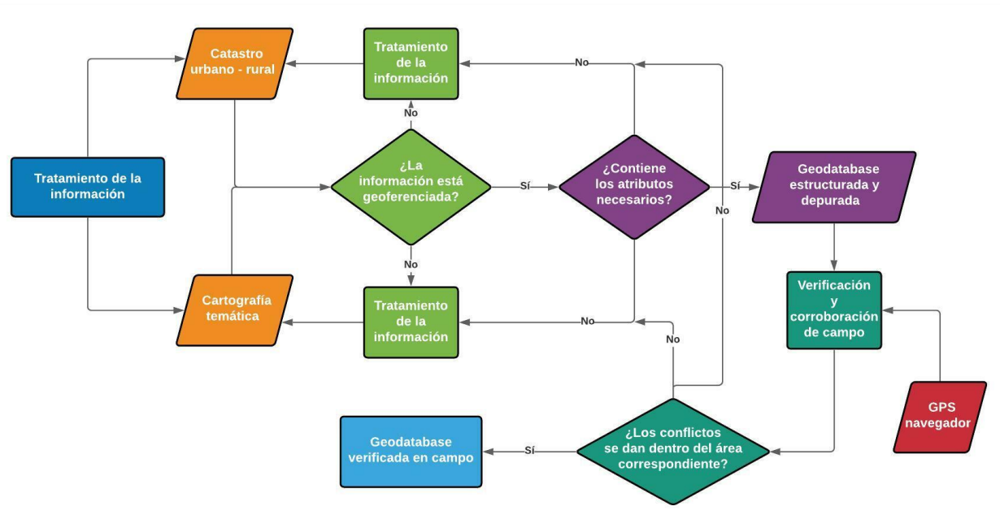 Catastro
urbano - rural
Tratamiento
de la
información
No
No
No
Tratamiento de la
información
¿La
información está
geoferenciada?
Sí
¿Contiene
los atributos
necesarios?
Sí
Geodatabase
estructurada y
depurada
No
No
Cartografía
temática
Tratamiento
de la
información
No
No
Verificación
y
corroboración
de campo
GPS
navegador
Geodatabase
verificada en campo
Sí
¿Los conflictos
se dan dentro del área
correspondiente?